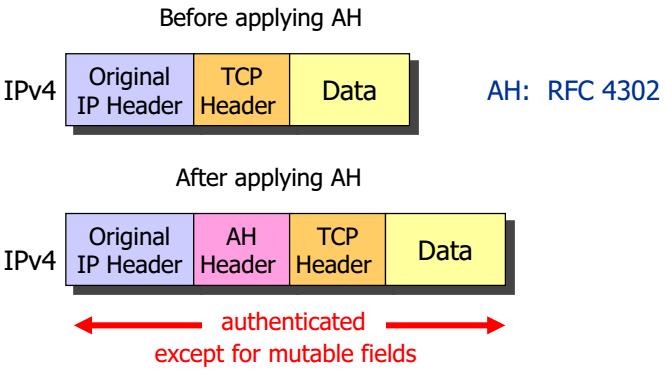 Before applying AH
IPv4
Original
IP Header
TCP
Header
Data
AH: RFC 4302
After applying AH
IPv4
Original
IP Header
AH
Header
TCP
Header
Data
authenticated
except for mutable fields